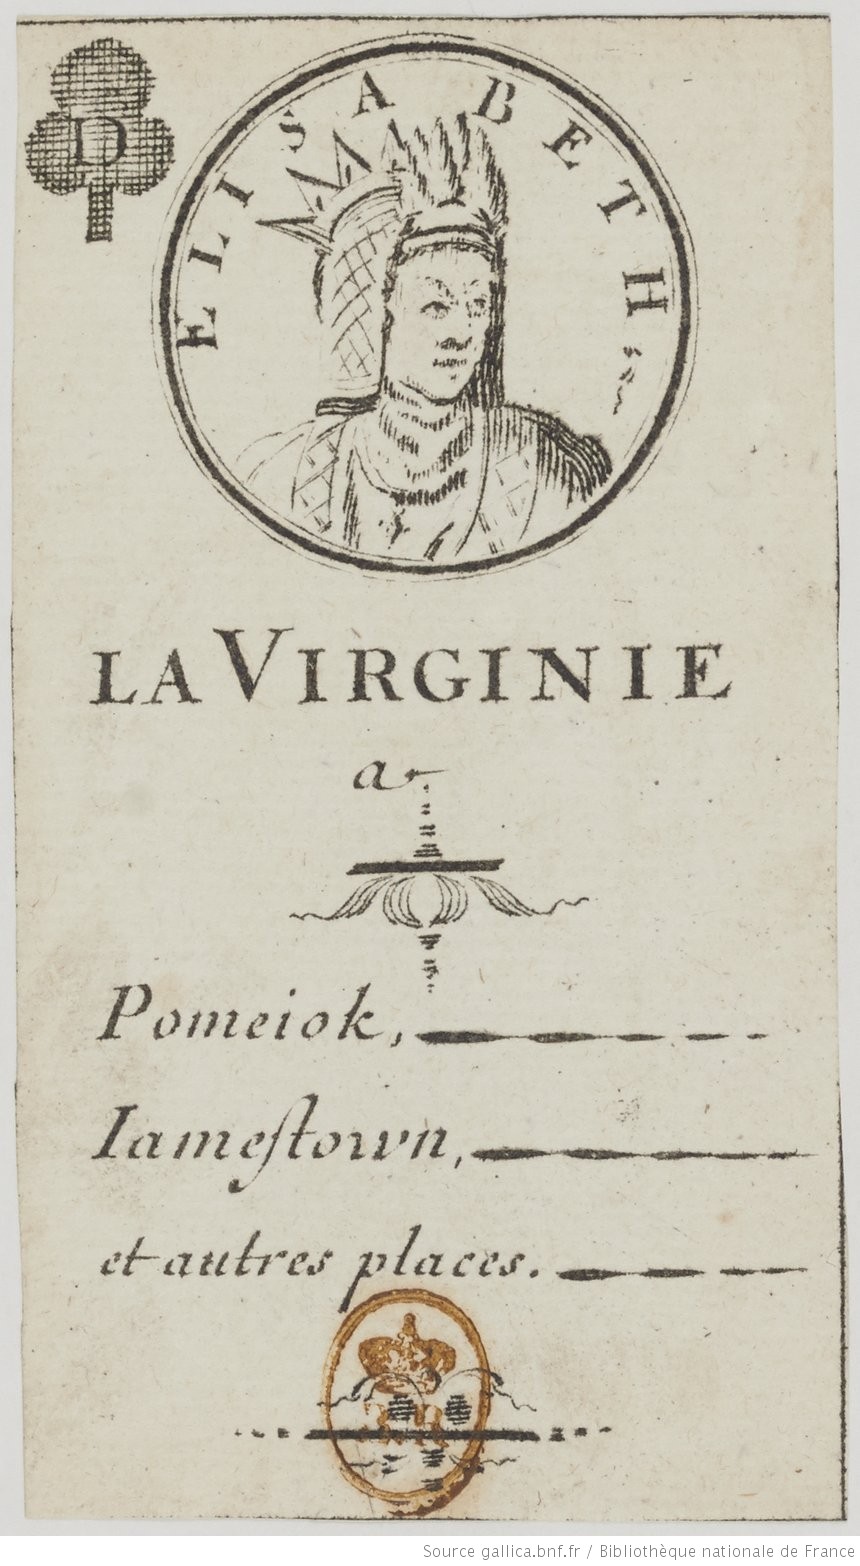 D
ELISABETH
LA VIRGINIE
a
Pomeiok,
Iameſtown,
et autres places.
Source gallica.bnf.fr / Bibliothèque nationale de France